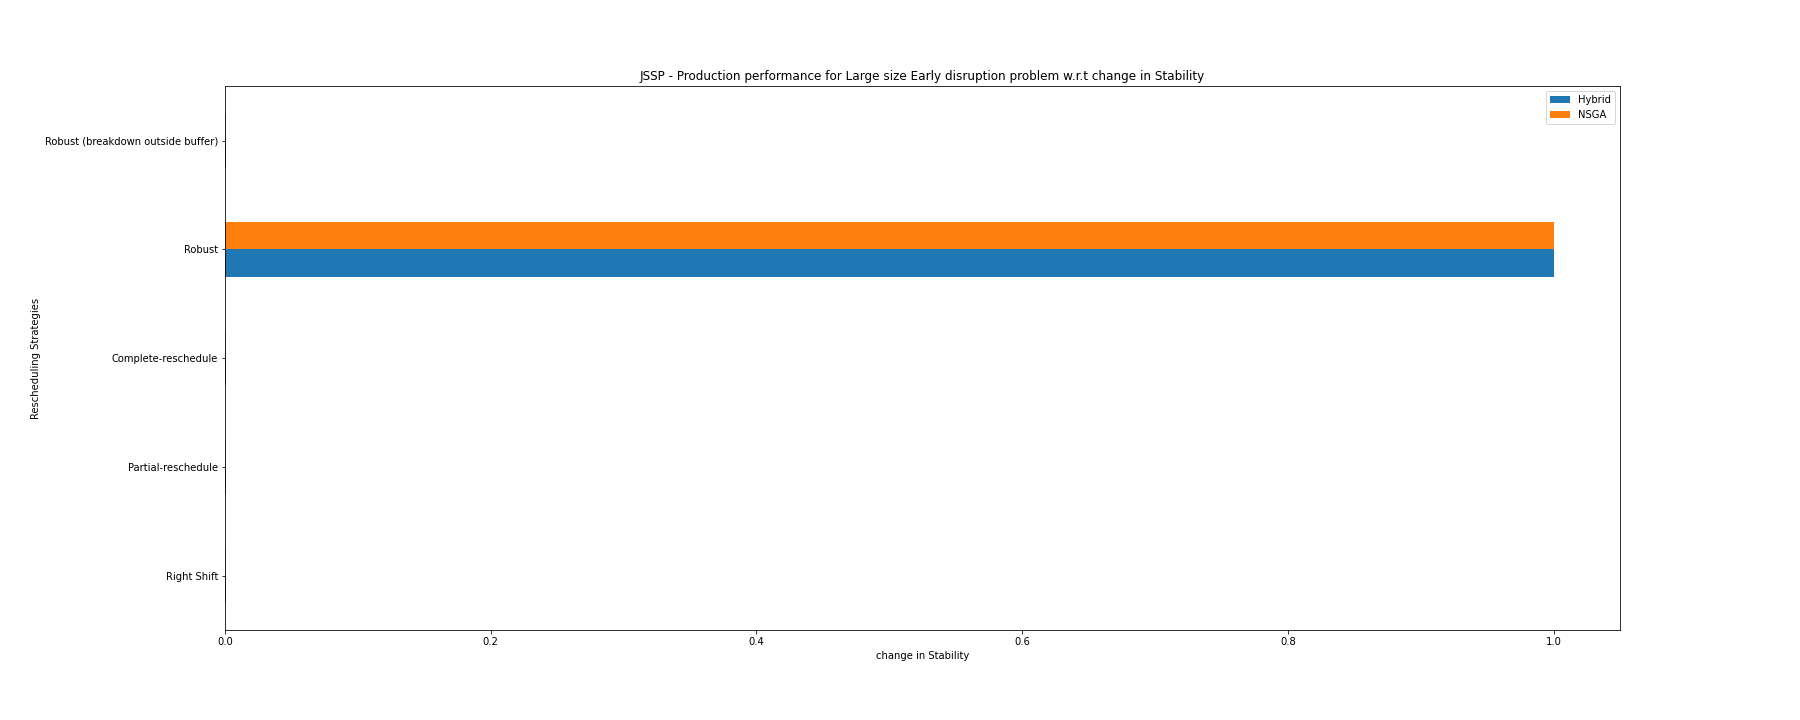 JSSP - Production performance for Large size Early disruption problem w.r.t change in Stability
Hybrid
NSGA
Robust (breakdown outside buffer)
Robust
Complete-reschedule
Partial-reschedule
Right Shift
Rescheduling Strategies
0.0 0.2 0.4 0.6 0.8 1.0
change in Stability